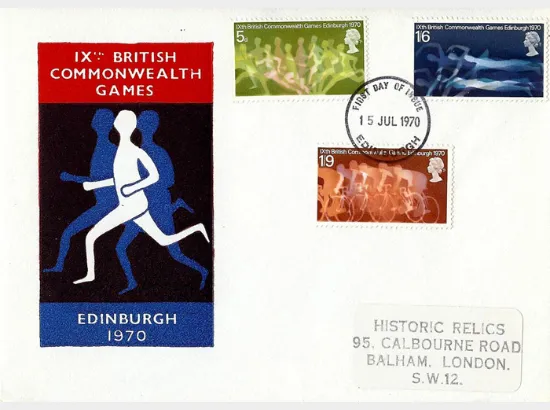 IXTH BRITISH
COMMONWEALTH
GAMES
EDINBURGH
1970
5d
IXth British Commonwealth Games Edinburgh 1970
1/6
IXth British Commonwealth Games Edinburgh 1970
FIRST DAY OF ISSUE
15 JUL 1970
EDINBURGH
1/9
IXth British Commonwealth Games Edinburgh 1970
HISTORIC RELICS
95, CALBOURNE ROAD
BALHAM, LONDON.
S.W.12.